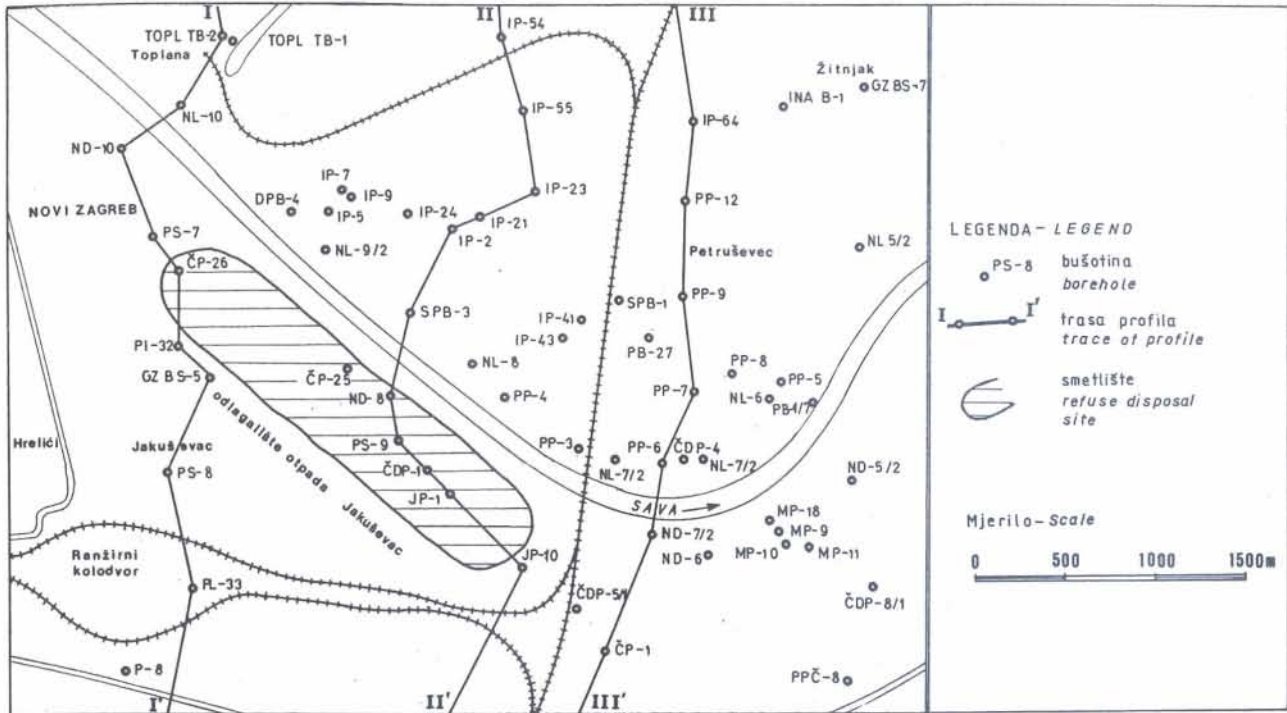 I
II
III
TOPL TB-2
TOPL TB-1
Toplana
IP-54
Žitnjak
GZ BS-7
INA B-1
NL-10
IP-55
IP-64
ND-10
IP-7
IP-9
IP-23
DPB-4
IP-5
IP-24
IP-21
PP-12
NOVI ZAGREB
PS-7
NL-9/2
IP-2
Petruševec
NL 5/2
ČP-26
SPB-3
SPB-1
PP-9
IP-41
IP-43
PB-27
PI-32
NL-8
PP-8
GZ BS-5
ČP-25
ND-8
PP-4
PP-7
PP-5
NL-6
PB-1/7
odlagalište otpada Jakuševac
Hrelići
Jakuševac
PS-9
PP-3
PP-6
ČDP-4
PS-8
ČDP-1
NL-7/2
NL-7/2
ND-5/2
JP-1
SAVA
MP-18
ND-7/2
MP-9
MP-10
MP-11
ND-6
Ranžirni
kolodvor
JP-10
PL-33
ČDP-5/1
ČDP-8/1
ČP-1
P-8
PPČ-8
I'
II'
III'
LEGENDA - LEGEND
PS-8
bušotina
borehole
I
I'
trasa profila
trace of profile
smetlište
refuse disposal
site
Mjerilo - Scale
0 500 1000 1500m